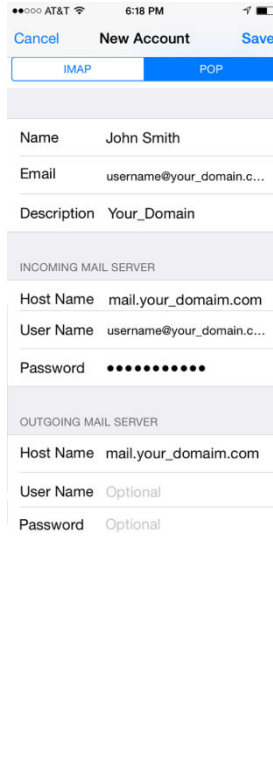 AT&T 6:18 PM
Cancel New Account Save
IMAP POP
Name John Smith
Email username@your_domain.c...
Description Your_Domain
INCOMING MAIL SERVER
Host Name mail.your_domaim.com
User Name username@your_domain.c...
Password ●●●●●●●●●●●
OUTGOING MAIL SERVER
Host Name mail.your_domaim.com
User Name Optional
Password Optional